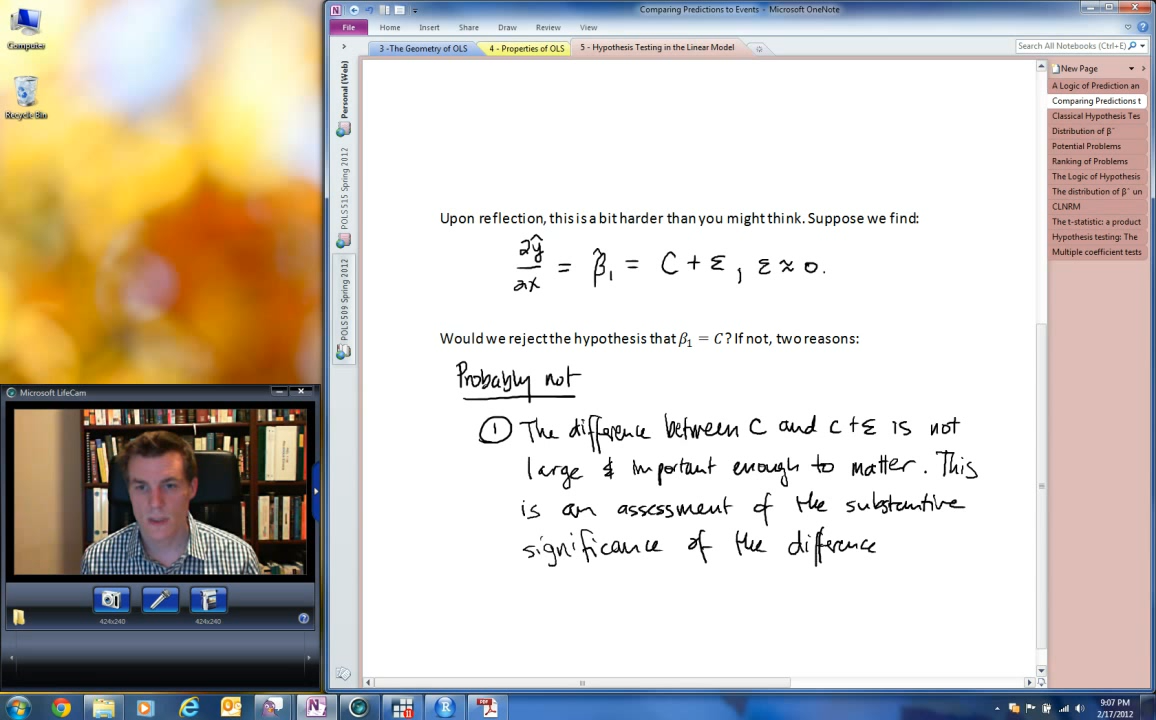 Computer
Recycle Bin
Comparing Predictions to Events - Microsoft OneNote
File Home Insert Share Draw Review View
3 -The Geometry of OLS
4 - Properties of OLS
5 - Hypothesis Testing in the Linear Model
Search All Notebooks (Ctrl+E)
Personal (Web)
POLS 515 Spring 2012
POLS 509 Spring 2012
New Page
A Logic of Prediction an
Comparing Predictions t
Classical Hypothesis Tes
Distribution of β^
Potential Problems
Ranking of Problems
The Logic of Hypothesis
The distribution of β^ un
CLNRM
The t-statistic: a product
Hypothesis testing: The
Multiple coefficient tests
Upon reflection, this is a bit harder than you might think. Suppose we find:
∂ŷ/∂x = β̂₁ = C + ε, ε ≈ 0.
Would we reject the hypothesis that β₁ = C? If not, two reasons:
Probably not
① The difference between C and c+ε is not
large & important enough to matter. This
is an assessment of the substantive
significance of the difference
Microsoft LifeCam
424x240
424x240
9:07 PM
2/17/2012